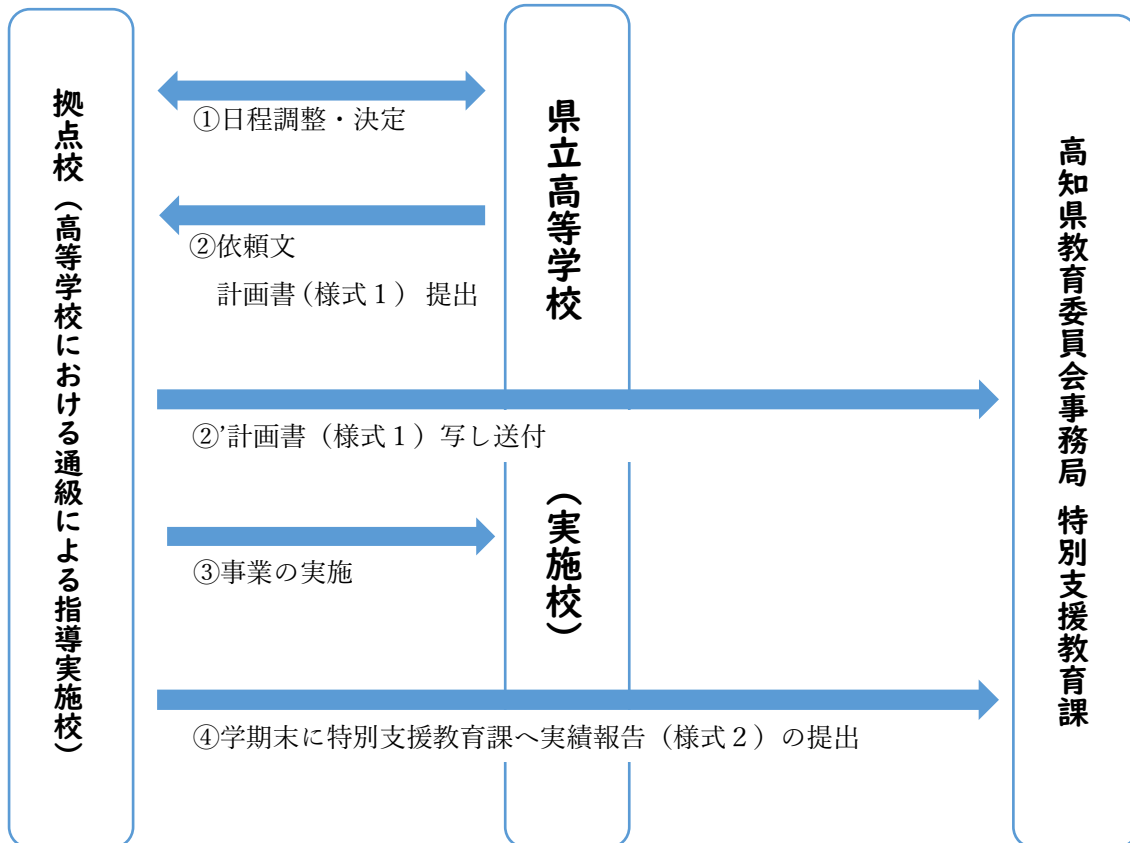 拠点校（高等学校における通級による指導実施校）
県立高等学校
（実施校）
高知県教育委員会事務局 特別支援教育課
①日程調整・決定
②依頼文
計画書（様式１） 提出
②’計画書（様式１）写し送付
③事業の実施
④学期末に特別支援教育課へ実績報告（様式２）の提出